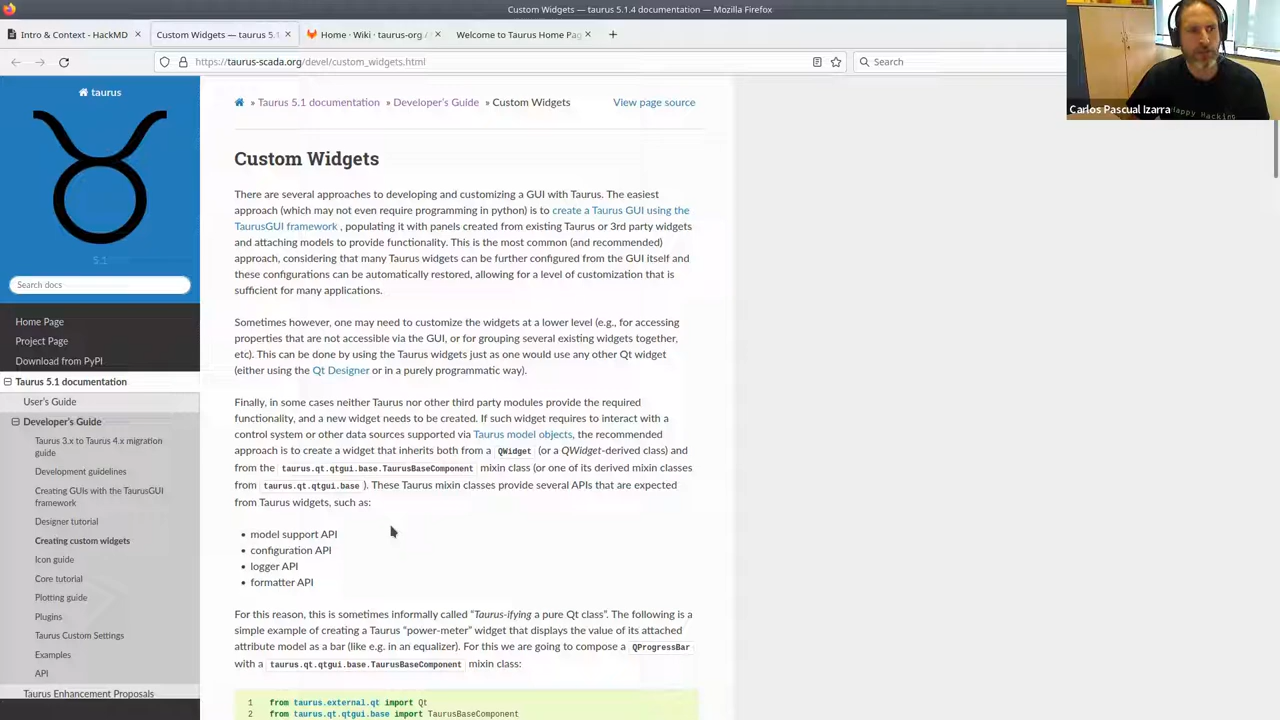 Custom Widgets — taurus 5.1.4 documentation — Mozilla Firefox
Intro & Context - HackMD
Custom Widgets — taurus 5.1
Home · Wiki · taurus-org /
Welcome to Taurus Home Pag
https://taurus-scada.org/devel/custom_widgets.html
Search
Carlos Pascual Izarra
Happy Hacking
taurus
5.1
Search docs
Home Page
Project Page
Download from PyPI
Taurus 5.1 documentation
User's Guide
Developer's Guide
Taurus 3.x to Taurus 4.x migration
guide
Development guidelines
Creating GUIs with the TaurusGUI
framework
Designer tutorial
Creating custom widgets
Icon guide
Core tutorial
Plotting guide
Plugins
Taurus Custom Settings
Examples
API
Taurus Enhancement Proposals
» Taurus 5.1 documentation » Developer's Guide » Custom Widgets
View page source
Custom Widgets
There are several approaches to developing and customizing a GUI with Taurus. The easiest
approach (which may not even require programming in python) is to create a Taurus GUI using the
TaurusGUI framework , populating it with panels created from existing Taurus or 3rd party widgets
and attaching models to provide functionality. This is the most common (and recommended)
approach, considering that many Taurus widgets can be further configured from the GUI itself and
these configurations can be automatically restored, allowing for a level of customization that is
sufficient for many applications.
Sometimes however, one may need to customize the widgets at a lower level (e.g., for accessing
properties that are not accessible via the GUI, or for grouping several existing widgets together,
etc). This can be done by using the Taurus widgets just as one would use any other Qt widget
(either using the Qt Designer or in a purely programmatic way).
Finally, in some cases neither Taurus nor other third party modules provide the required
functionality, and a new widget needs to be created. If such widget requires to interact with a
control system or other data sources supported via Taurus model objects, the recommended
approach is to create a widget that inherits both from a QWidget (or a QWidget-derived class) and
from the taurus.qt.qtgui.base.TaurusBaseComponent mixin class (or one of its derived mixin classes
from taurus.qt.qtgui.base ). These Taurus mixin classes provide several APIs that are expected
from Taurus widgets, such as:
• model support API
• configuration API
• logger API
• formatter API
For this reason, this is sometimes informally called "Taurus-ifying a pure Qt class". The following is a
simple example of creating a Taurus "power-meter" widget that displays the value of its attached
attribute model as a bar (like e.g. in an equalizer). For this we are going to compose a QProgressBar
with a taurus.qt.qtgui.base.TaurusBaseComponent mixin class:
1 from taurus.external.qt import Qt
2 from taurus.qt.qtgui.base import TaurusBaseComponent